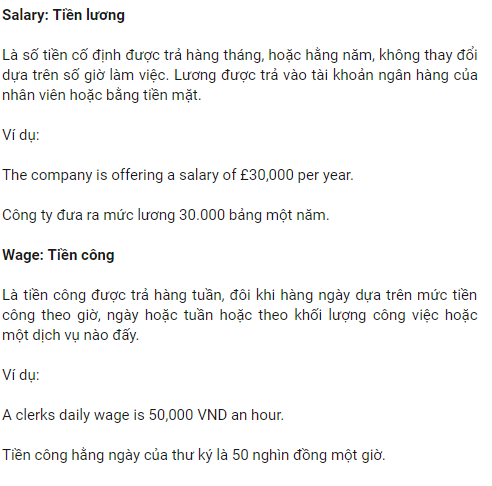 Salary: Tiền lương
Là số tiền cố định được trả hàng tháng, hoặc hằng năm, không thay đổi
dựa trên số giờ làm việc. Lương được trả vào tài khoản ngân hàng của
nhân viên hoặc bằng tiền mặt.
Ví dụ:
The company is offering a salary of £30,000 per year.
Công ty đưa ra mức lương 30.000 bảng một năm.
Wage: Tiền công
Là tiền công được trả hàng tuần, đôi khi hàng ngày dựa trên mức tiền
công theo giờ, ngày hoặc tuần hoặc theo khối lượng công việc hoặc
một dịch vụ nào đấy.
Ví dụ:
A clerks daily wage is 50,000 VND an hour.
Tiền công hằng ngày của thư ký là 50 nghìn đồng một giờ.